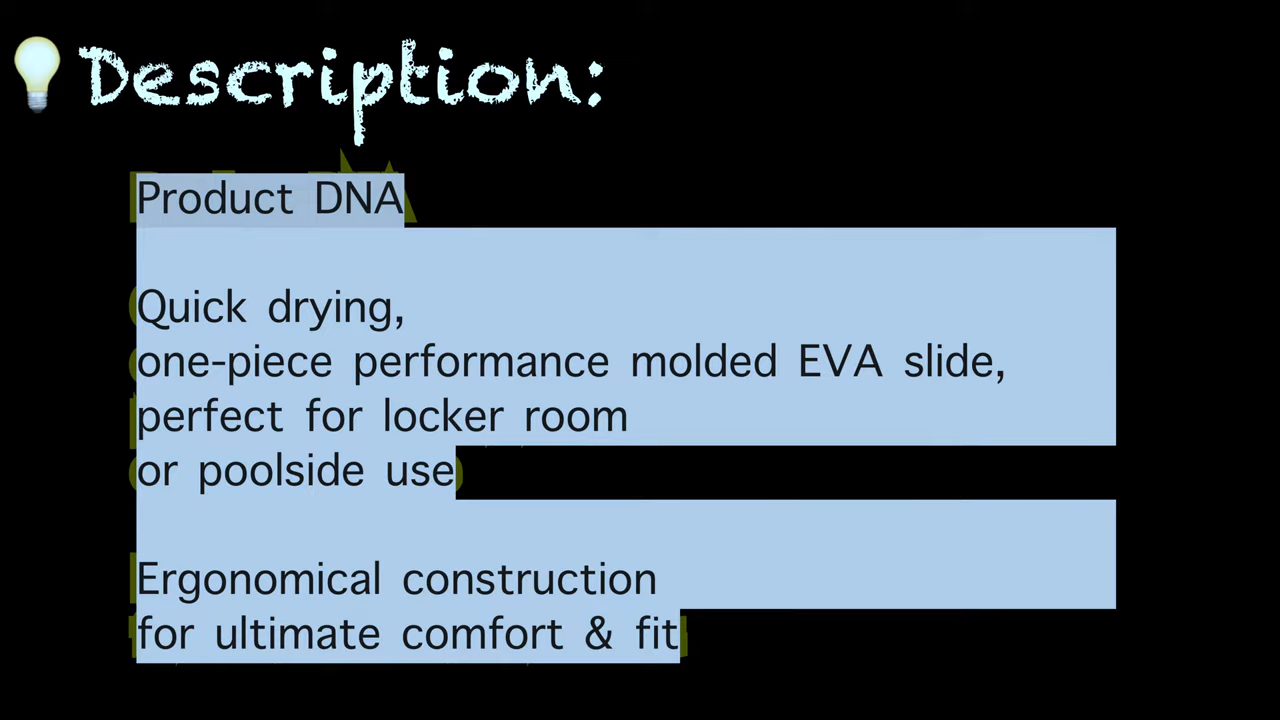 Description:
Product DNA
Quick drying,
one-piece performance molded EVA slide,
perfect for locker room
or poolside use
Ergonomical construction
for ultimate comfort & fit